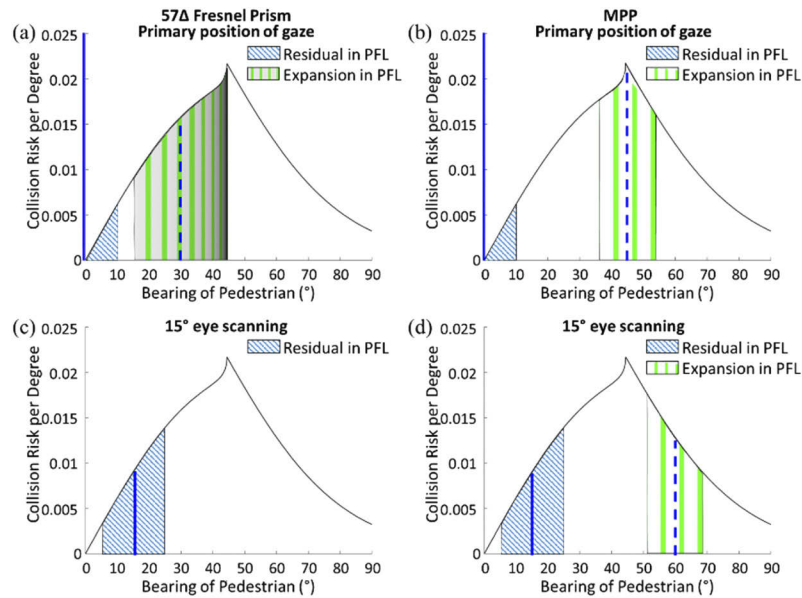 (a)
57Δ Fresnel Prism
Primary position of gaze
Residual in PFL
Expansion in PFL
Collision Risk per Degree
0.025
0.02
0.015
0.01
0.005
0
0 10 20 30 40 50 60 70 80 90
Bearing of Pedestrian (°)
(b)
MPP
Primary position of gaze
Residual in PFL
Expansion in PFL
Collision Risk per Degree
0.025
0.02
0.015
0.01
0.005
0
0 10 20 30 40 50 60 70 80 90
Bearing of Pedestrian (°)
(c)
15° eye scanning
Residual in PFL
Collision Risk per Degree
0.025
0.02
0.015
0.01
0.005
0
0 10 20 30 40 50 60 70 80 90
Bearing of Pedestrian (°)
(d)
15° eye scanning
Residual in PFL
Expansion in PFL
Collision Risk per Degree
0.025
0.02
0.015
0.01
0.005
0
0 10 20 30 40 50 60 70 80 90
Bearing of Pedestrian (°)